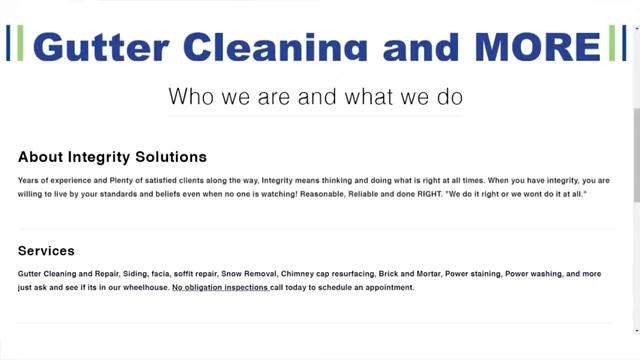 Gutter Cleaning and MORE
Who we are and what we do
About Integrity Solutions
Years of experience and Plenty of satisfied clients along the way, Integrity means thinking and doing what is right at all times. When you have integrity, you are
willing to live by your standards and beliefs even when no one is watching! Reasonable, Reliable and done RIGHT. "We do it right or we wont do it at all."
Services
Gutter Cleaning and Repair, Siding, facia, soffit repair, Snow Removal, Chimney cap resurfacing, Brick and Mortar, Power staining, Power washing, and more
just ask and see if its in our wheelhouse. No obligation inspections call today to schedule an appointment.